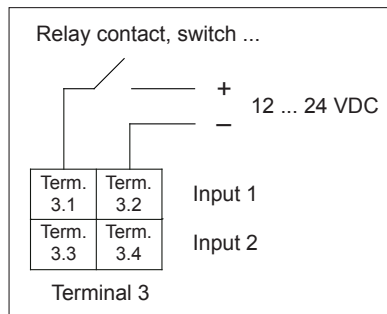 Relay contact, switch ...
+
12 ... 24 VDC
–
Term. 3.1
Term. 3.2
Input 1
Term. 3.3
Term. 3.4
Input 2
Terminal 3